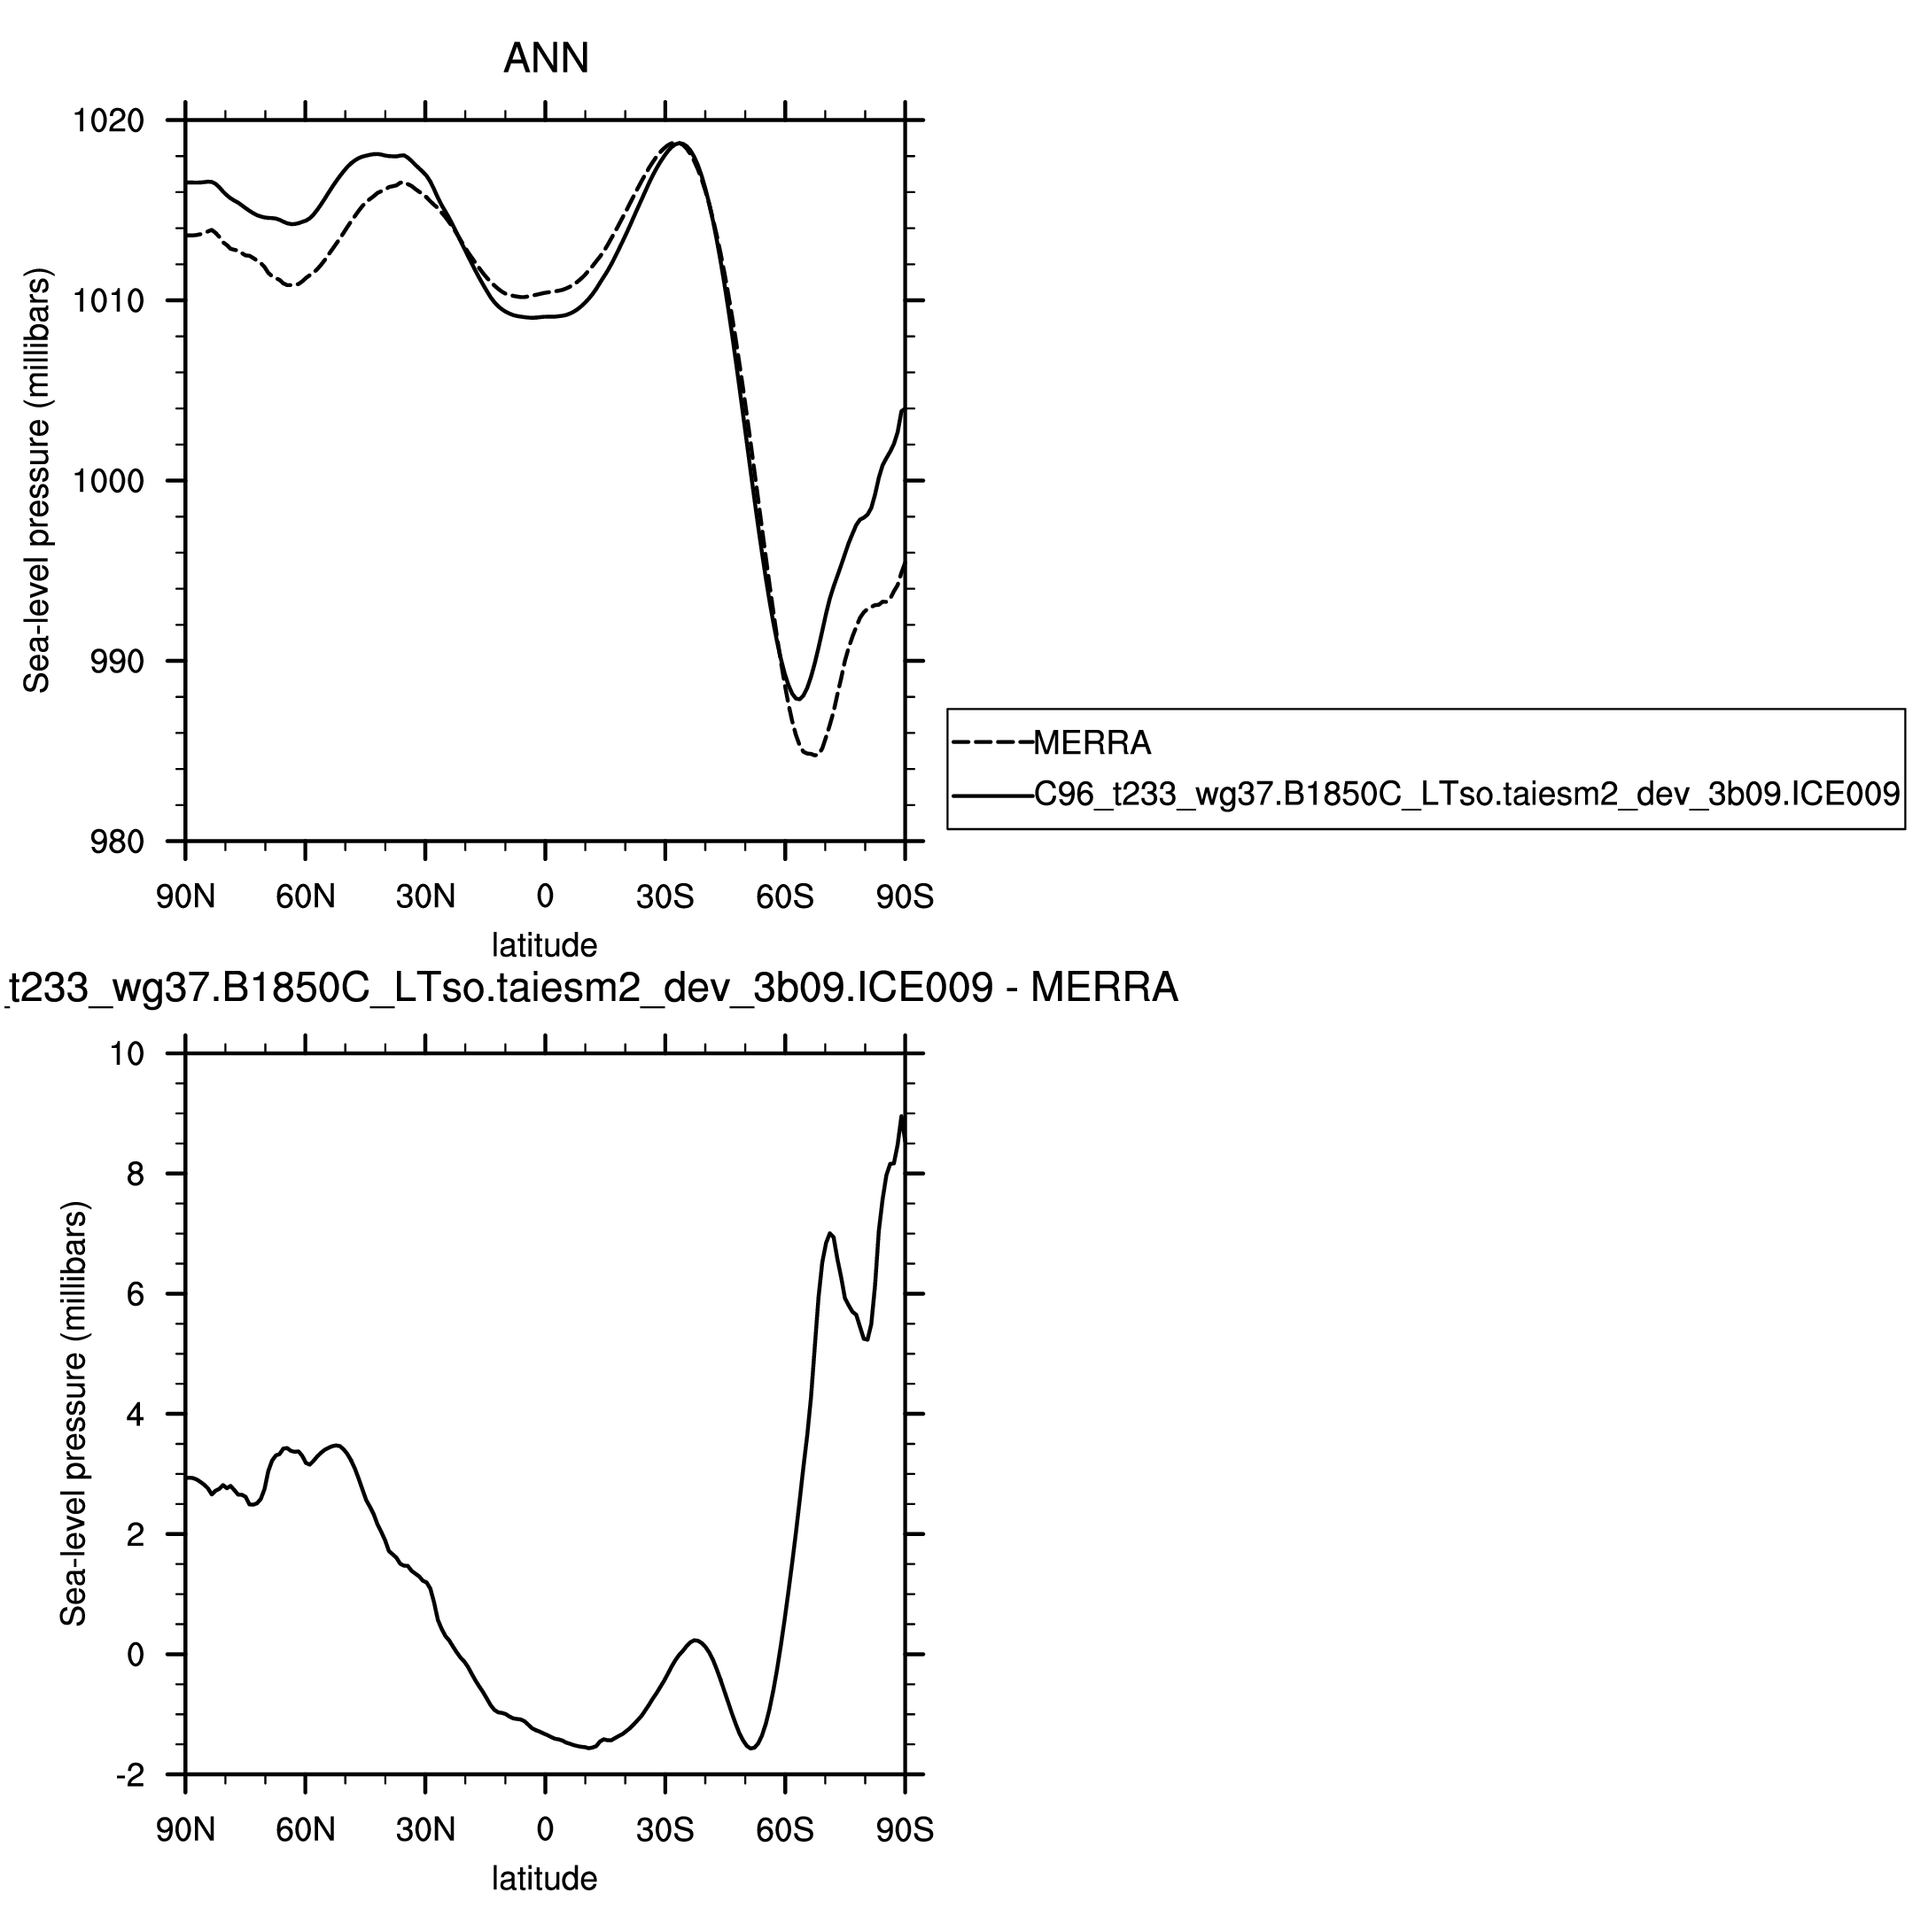 ANN
1020
1010
1000
990
980
Sea-level pressure (millibars)
90N 60N 30N 0 30S 60S 90S
latitude
MERRA
C96_t233_wg37.B1850C_LTso.taiesm2_dev_3b09.ICE009
_t233_wg37.B1850C_LTso.taiesm2_dev_3b09.ICE009 - MERRA
10
8
6
4
2
0
-2
Sea-level pressure (millibars)
90N 60N 30N 0 30S 60S 90S
latitude